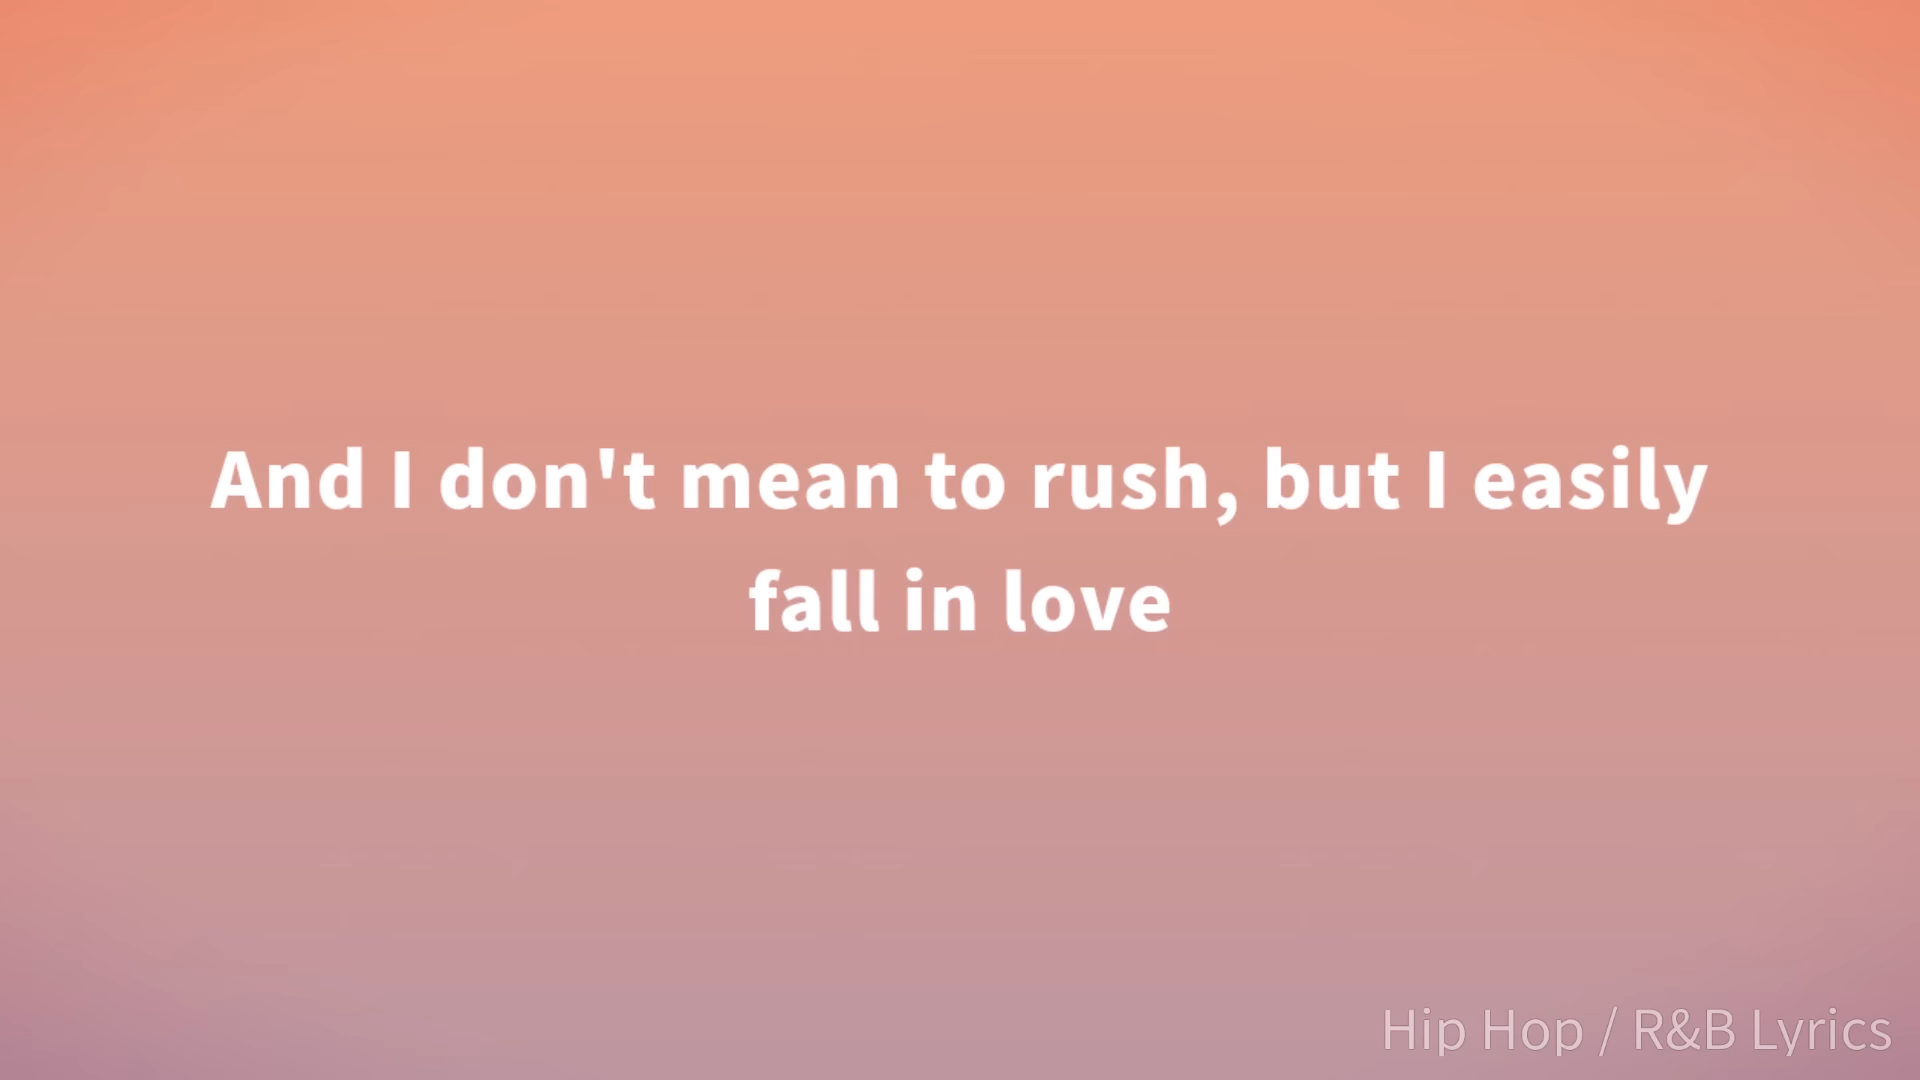 And I don't mean to rush, but I easily
fall in love
Hip Hop / R&B Lyrics